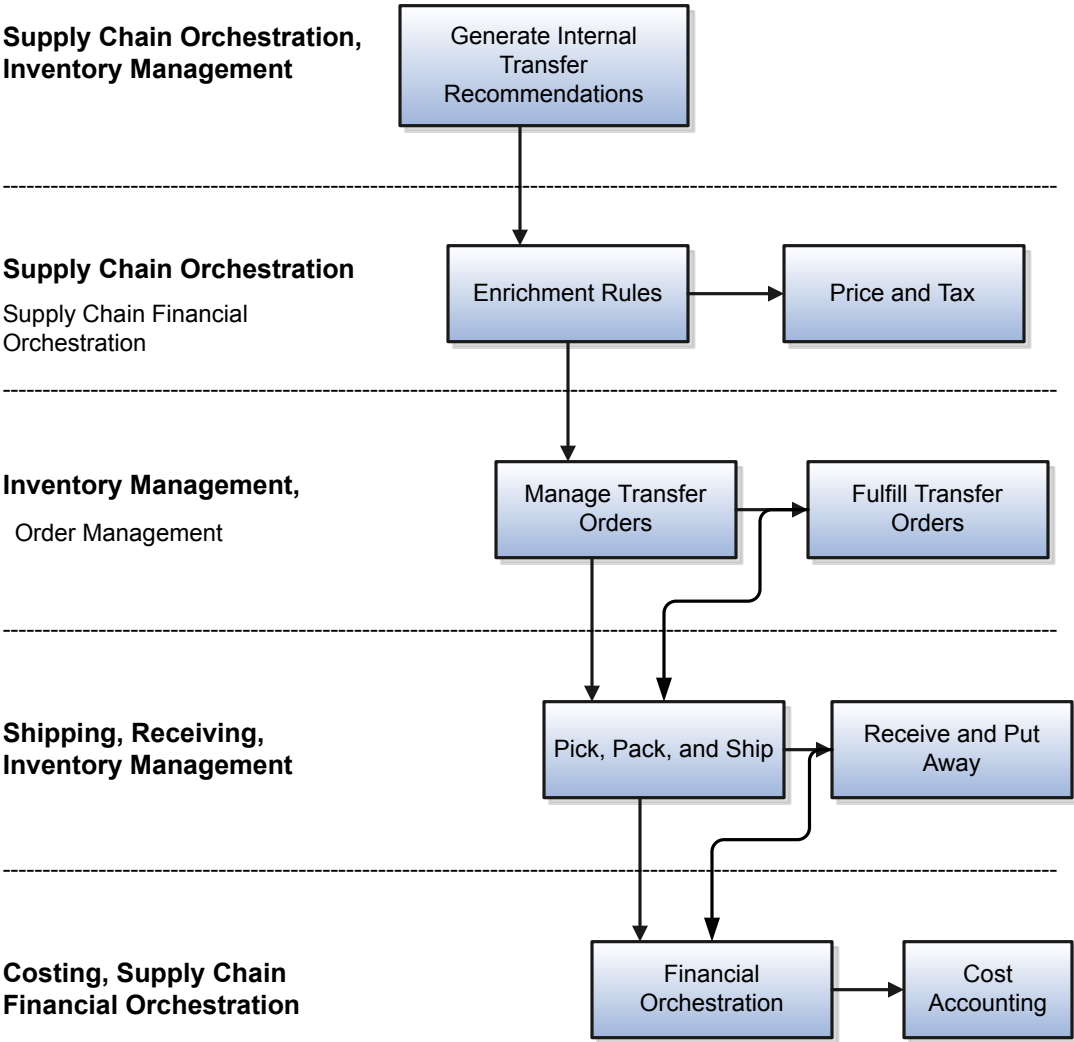 Supply Chain Orchestration,
Inventory Management
Generate Internal
Transfer
Recommendations
Supply Chain Orchestration
Supply Chain Financial
Orchestration
Enrichment Rules
Price and Tax
Inventory Management,
Order Management
Manage Transfer
Orders
Fulfill Transfer
Orders
Shipping, Receiving,
Inventory Management
Pick, Pack, and Ship
Receive and Put
Away
Costing, Supply Chain
Financial Orchestration
Financial
Orchestration
Cost
Accounting